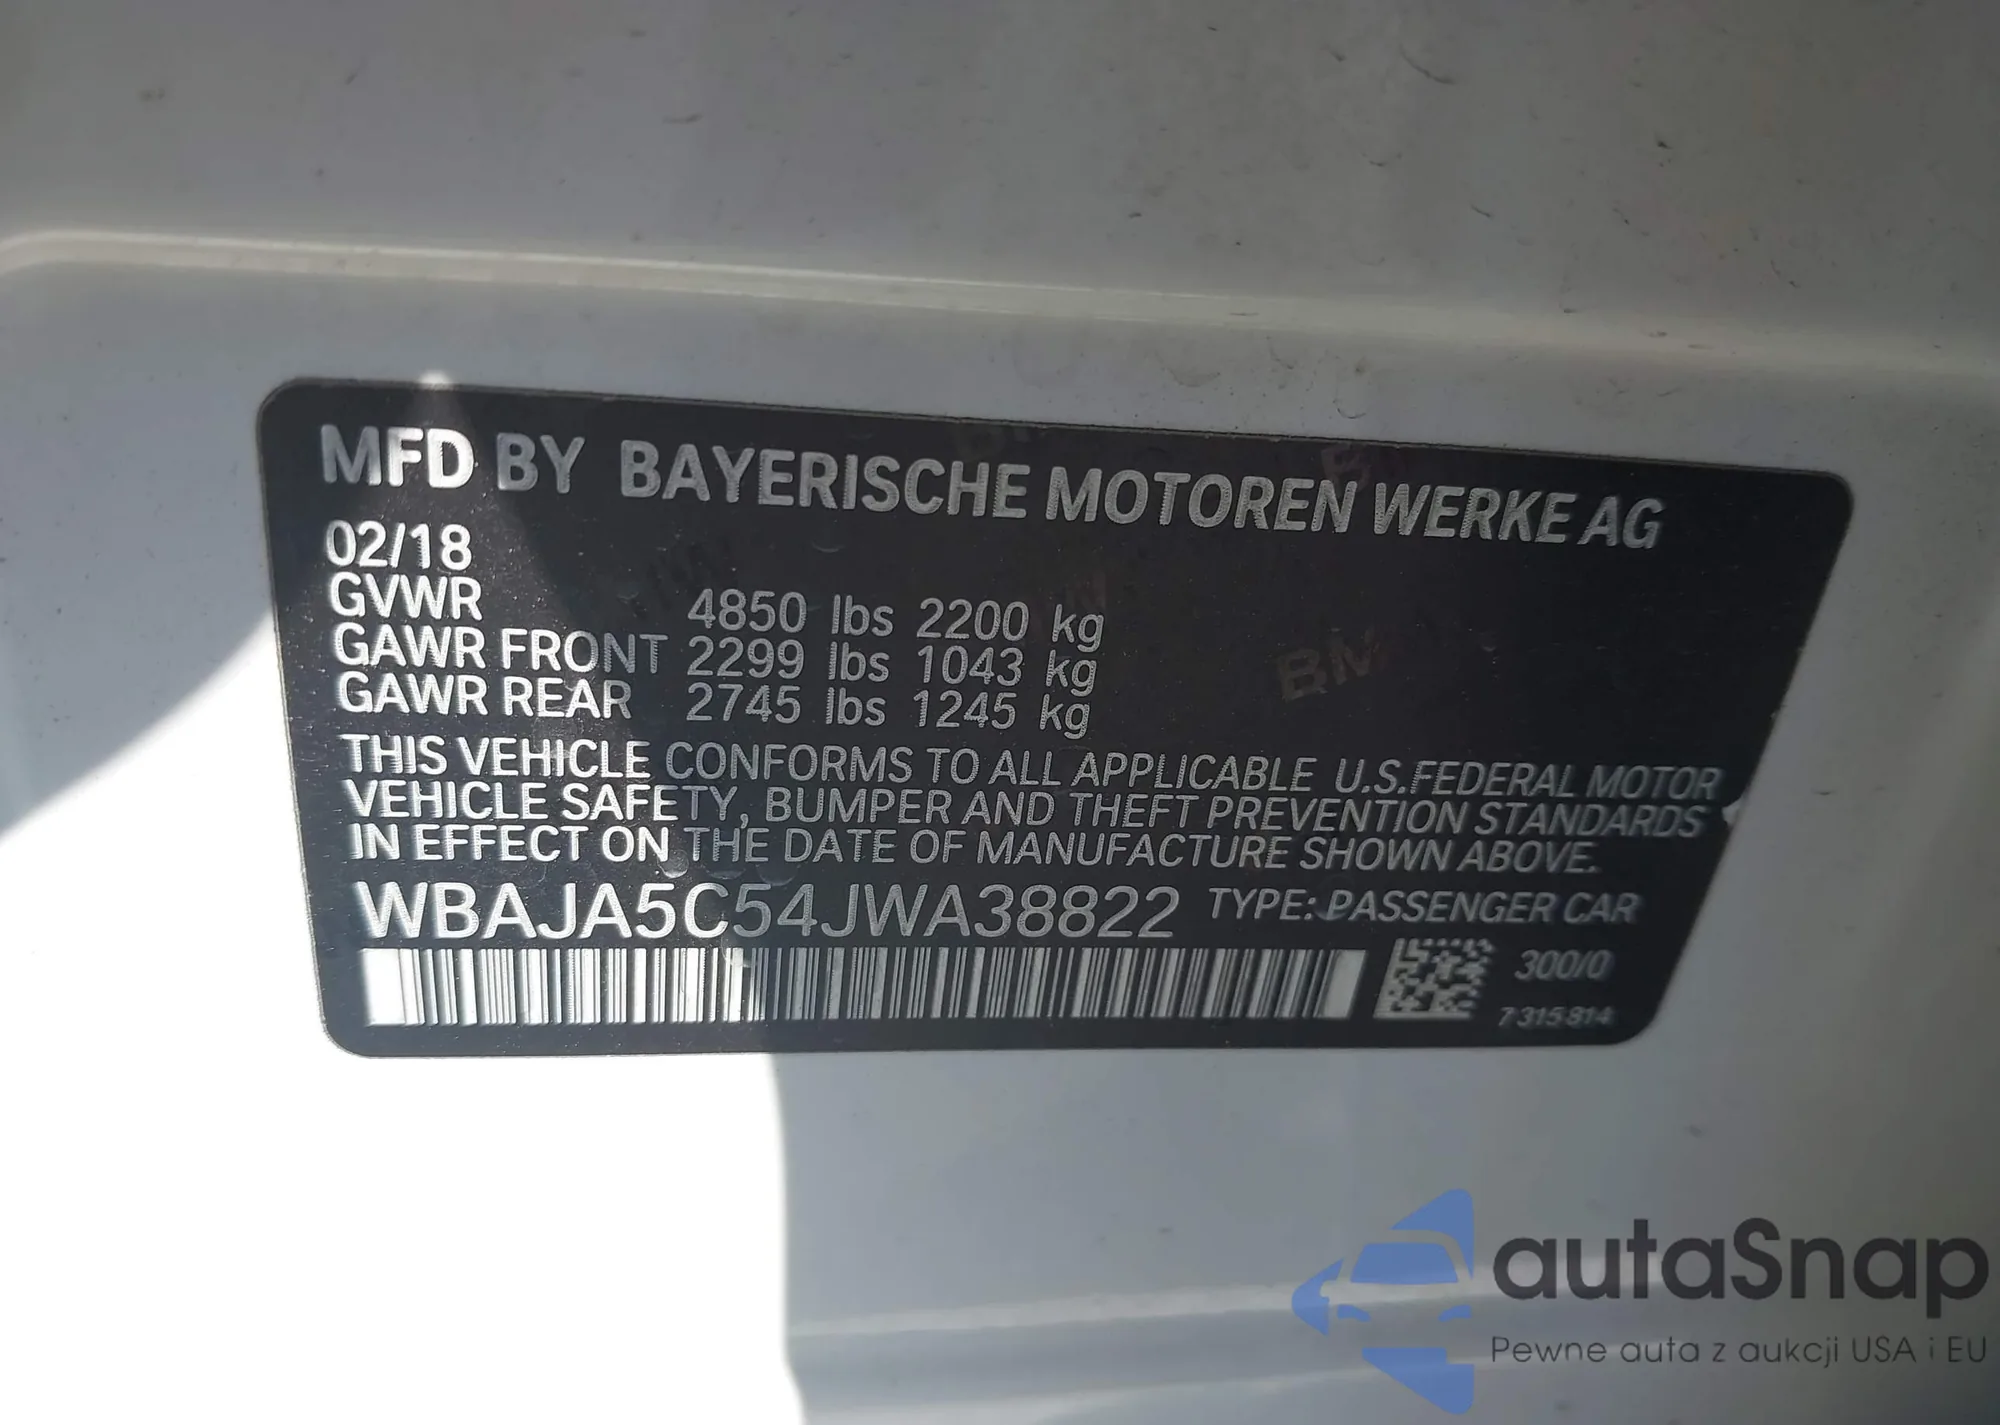 MFD BY BAYERISCHE MOTOREN WERKE AG
02/18
GVWR 4850 lbs 2200 kg
GAWR FRONT 2299 lbs 1043 kg
GAWR REAR 2745 lbs 1245 kg
THIS VEHICLE CONFORMS TO ALL APPLICABLE U.S.FEDERAL MOTOR
VEHICLE SAFETY, BUMPER AND THEFT PREVENTION STANDARDS
IN EFFECT ON THE DATE OF MANUFACTURE SHOWN ABOVE.
WBAJA5C54JWA38822 TYPE: PASSENGER CAR
300/0
7 315 814
autaSnap
Pewne auta z aukcji USA i EU